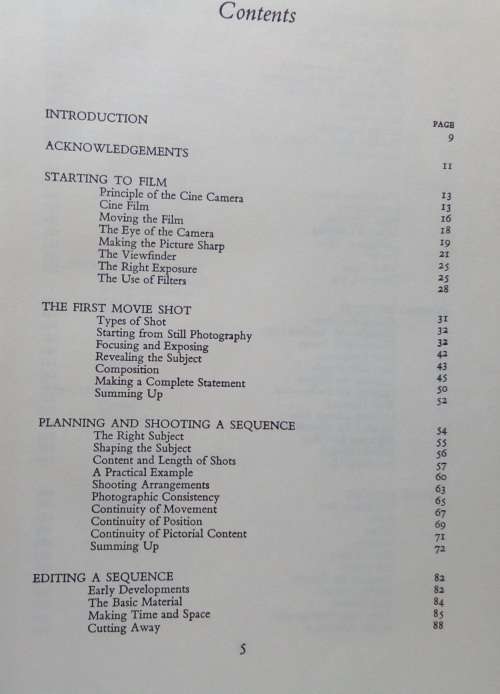 Contents
PAGE
INTRODUCTION 9
ACKNOWLEDGEMENTS 11
STARTING TO FILM 13
Principle of the Cine Camera 13
Cine Film 16
Moving the Film 18
The Eye of the Camera 19
Making the Picture Sharp 21
The Viewfinder 25
The Right Exposure 25
The Use of Filters 28
THE FIRST MOVIE SHOT 31
Types of Shot 32
Starting from Still Photography 32
Focusing and Exposing 42
Revealing the Subject 43
Composition 45
Making a Complete Statement 50
Summing Up 52
PLANNING AND SHOOTING A SEQUENCE 54
The Right Subject 55
Shaping the Subject 56
Content and Length of Shots 57
A Practical Example 60
Shooting Arrangements 63
Photographic Consistency 65
Continuity of Movement 67
Continuity of Position 69
Continuity of Pictorial Content 71
Summing Up 72
EDITING A SEQUENCE 82
Early Developments 82
The Basic Material 84
Making Time and Space 85
Cutting Away 88
5